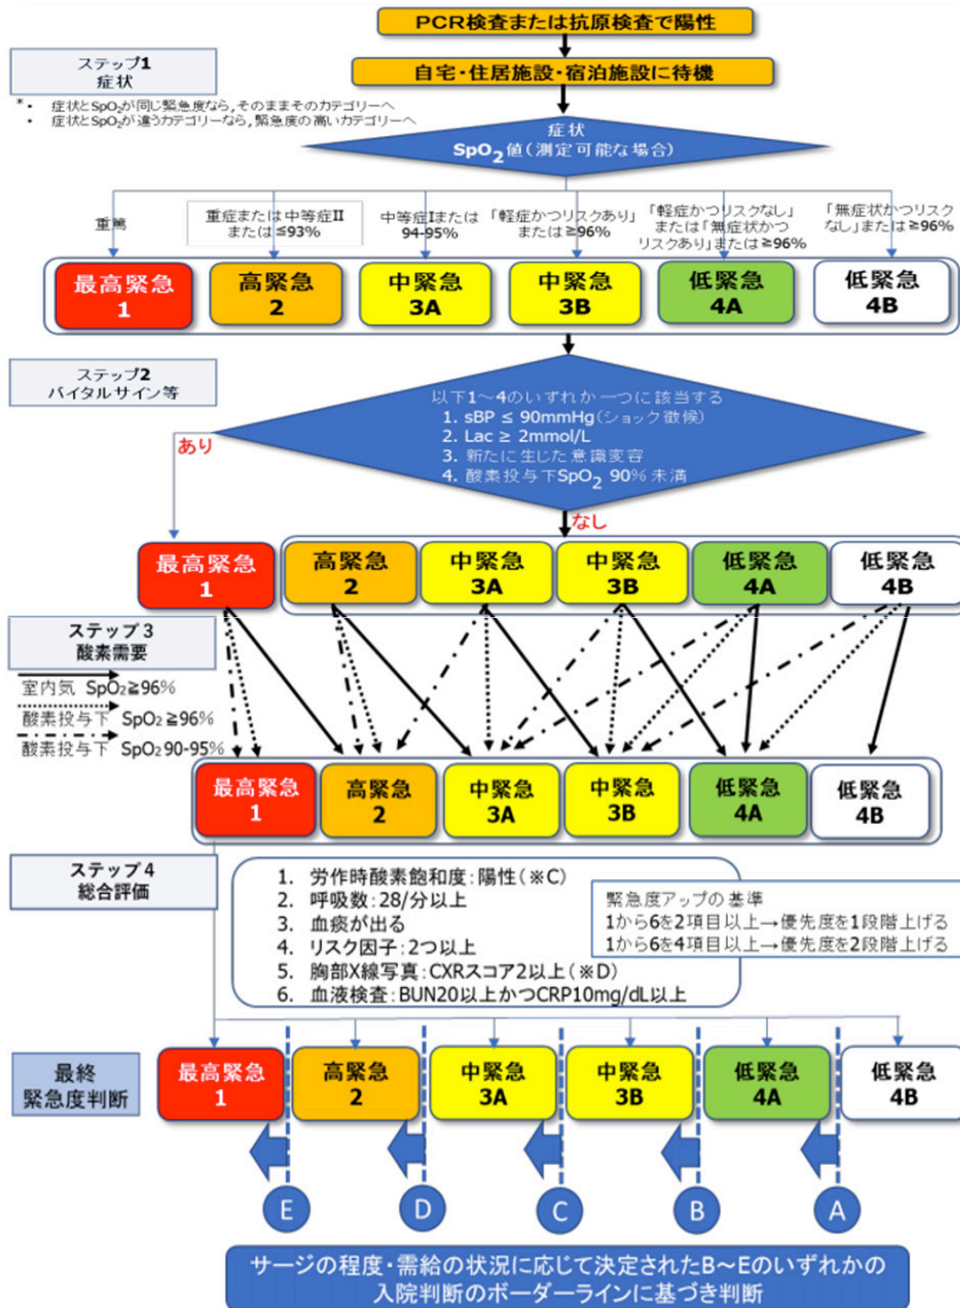 PCR検査または抗原検査で陽性
ステップ1
症状
自宅・住居施設・宿泊施設に待機
*・ 症状とSpO₂が同じ緊急度なら,そのままそのカテゴリーへ
・ 症状とSpO₂が違うカテゴリーなら,緊急度の高いカテゴリーへ
症状
SpO₂値(測定可能な場合)
重篤
重症または中等症II
または≦93%
中等症Iまたは
94-95%
「軽症かつリスクあり」
または≧96%
「軽症かつリスクなし」
または「無症状かつ
リスクあり」または≧96%
「無症状かつリスク
なし」または≧96%
最高緊急
1
高緊急
2
中緊急
3A
中緊急
3B
低緊急
4A
低緊急
4B
ステップ2
バイタルサイン等
以下1~4のいずれか一つに該当する
1. sBP ≤ 90mmHg(ショック徴候)
2. Lac ≥ 2mmol/L
3. 新たに生じた意識変容
4. 酸素投与下SpO₂ 90%未満
あり
なし
最高緊急
1
高緊急
2
中緊急
3A
中緊急
3B
低緊急
4A
低緊急
4B
ステップ3
酸素需要
室内気 SpO₂≧96%
酸素投与下 SpO₂≧96%
酸素投与下 SpO₂90-95%
最高緊急
1
高緊急
2
中緊急
3A
中緊急
3B
低緊急
4A
低緊急
4B
ステップ4
総合評価
1. 労作時酸素飽和度:陽性(※C)
2. 呼吸数:28/分以上
3. 血痰が出る
4. リスク因子:2つ以上
5. 胸部X線写真:CXRスコア2以上(※D)
6. 血液検査:BUN20以上かつCRP10mg/dL以上
緊急度アップの基準
1から6を2項目以上→優先度を1段階上げる
1から6を4項目以上→優先度を2段階上げる
最終
緊急度判断
最高緊急
1
高緊急
2
中緊急
3A
中緊急
3B
低緊急
4A
低緊急
4B
E
D
C
B
A
サージの程度・需給の状況に応じて決定されたB~Eのいずれかの
入院判断のボーダーラインに基づき判断